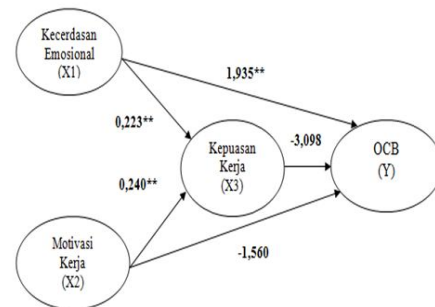 Kecerdasan
Emosional
(X1)
1,935**
0,223**
Kepuasan
Kerja
(X3)
-3,098
OCB
(Y)
0,240**
Motivasi
Kerja
(X2)
-1,560